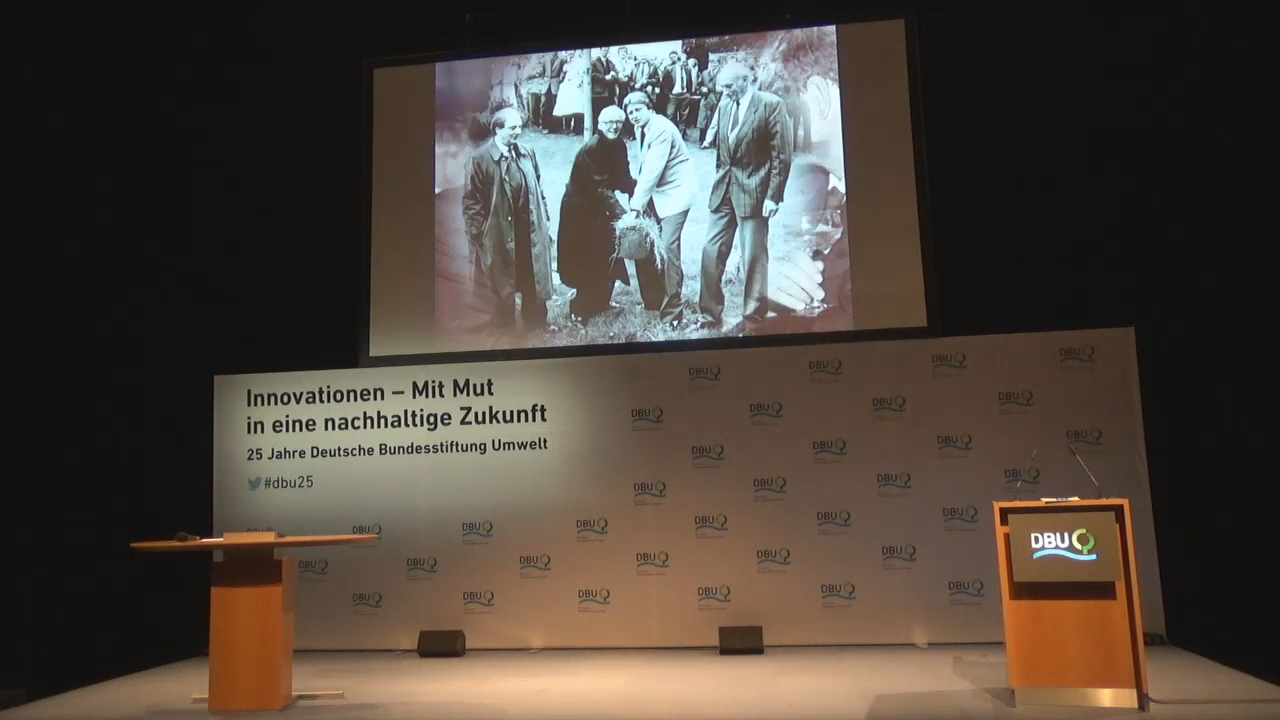 Innovationen – Mit Mut
in eine nachhaltige Zukunft
25 Jahre Deutsche Bundesstiftung Umwelt
#dbu25
DBU